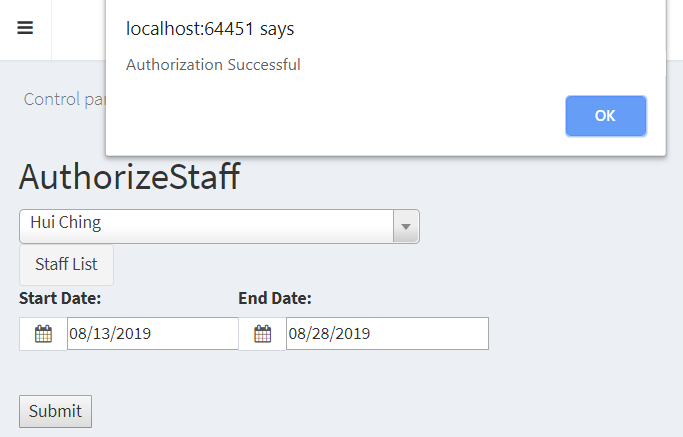 localhost:64451 says
Authorization Successful
OK
Control
AuthorizeStaff
Hui Ching
Staff List
Start Date: End Date:
08/13/2019 08/28/2019
Submit